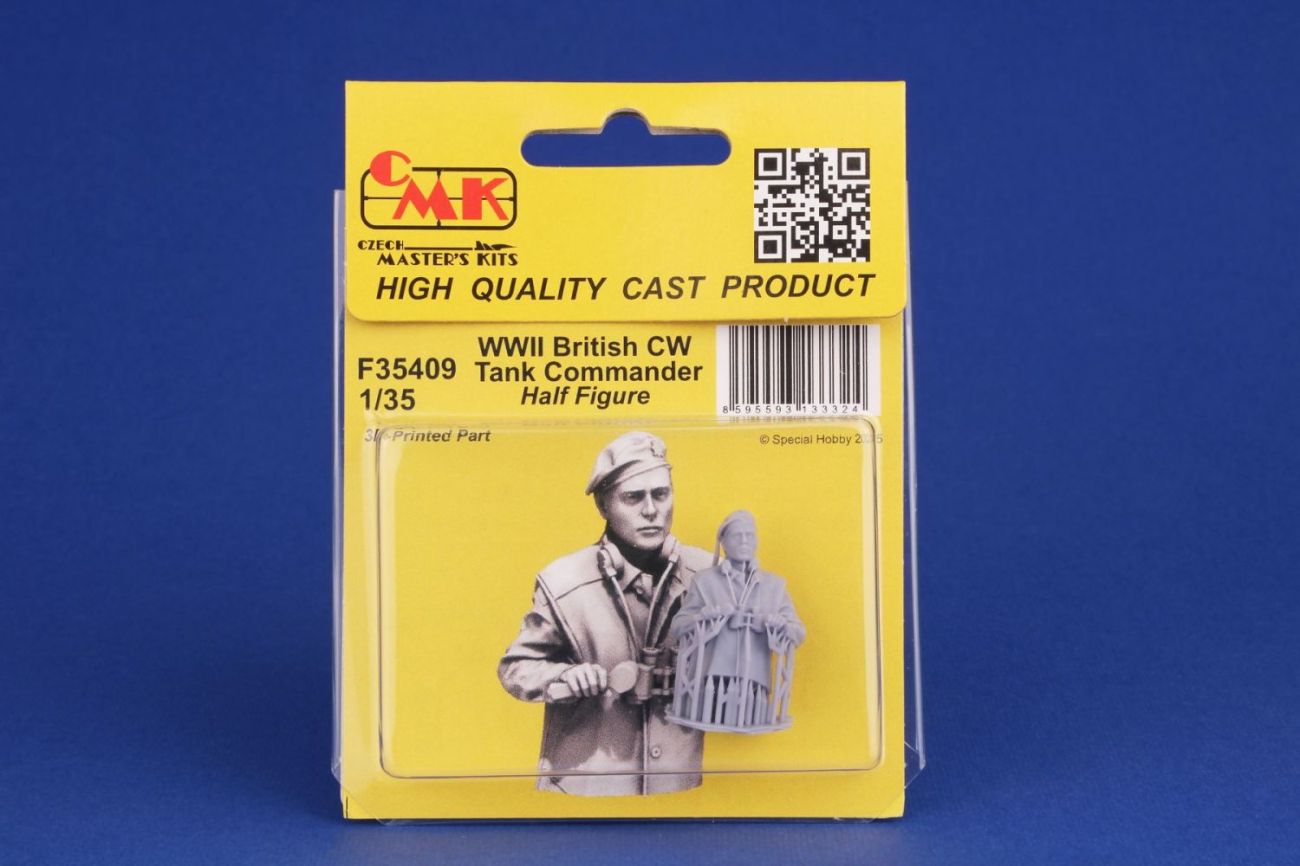 CMK
CZECH
MASTER'S KITS
HIGH QUALITY CAST PRODUCT
F35409
1/35
WWII British CW
Tank Commander
Half Figure
8 595593 133324
Printed Part
© Special Hobby